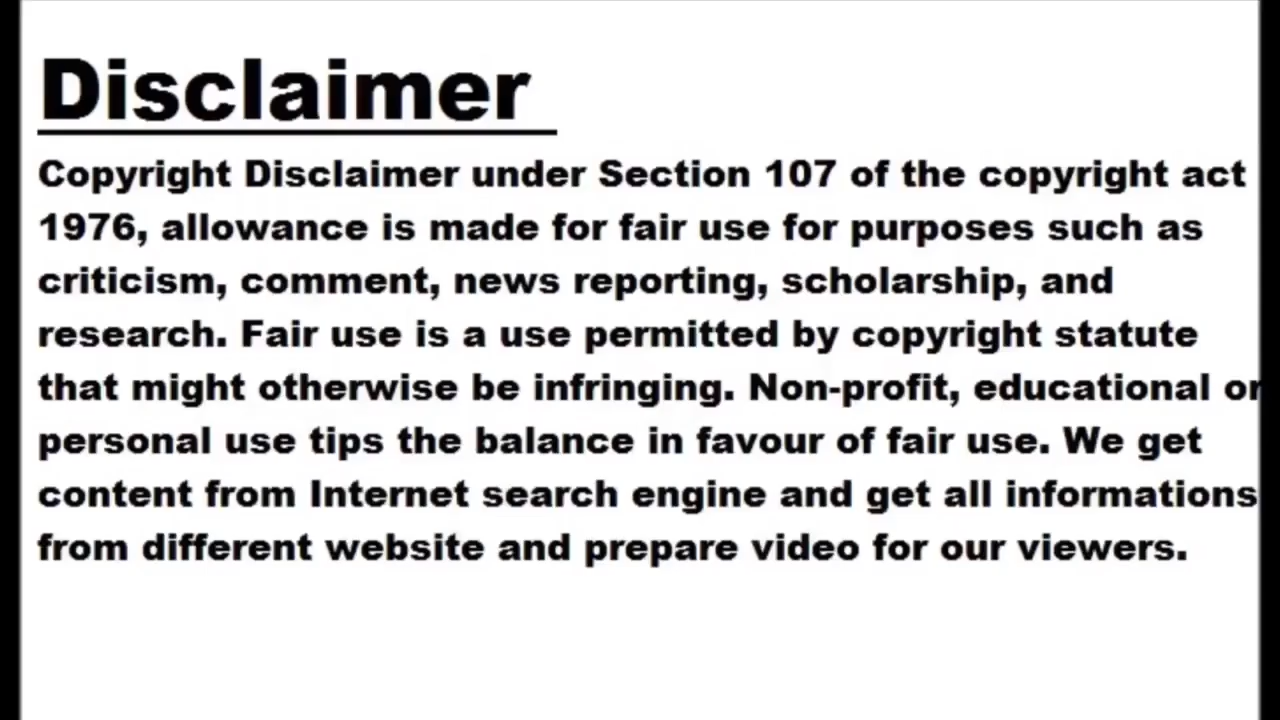 Disclaimer
Copyright Disclaimer under Section 107 of the copyright act
1976, allowance is made for fair use for purposes such as
criticism, comment, news reporting, scholarship, and
research. Fair use is a use permitted by copyright statute
that might otherwise be infringing. Non-profit, educational or
personal use tips the balance in favour of fair use. We get
content from Internet search engine and get all informations
from different website and prepare video for our viewers.